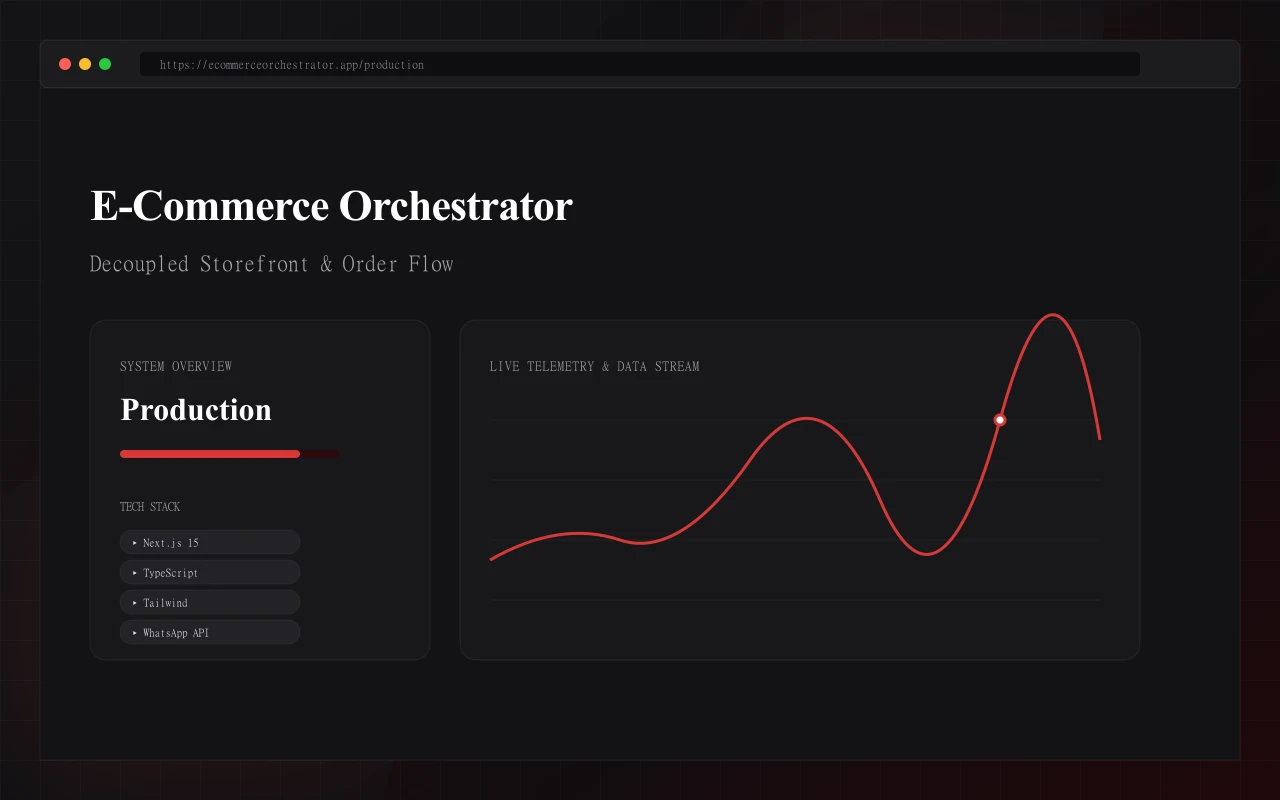 https://ecommerceorchestrator.app/production
E-Commerce Orchestrator
Decoupled Storefront & Order Flow
SYSTEM OVERVIEW
Production
TECH STACK
▸ Next.js 15
▸ TypeScript
▸ Tailwind
▸ WhatsApp API
LIVE TELEMETRY & DATA STREAM